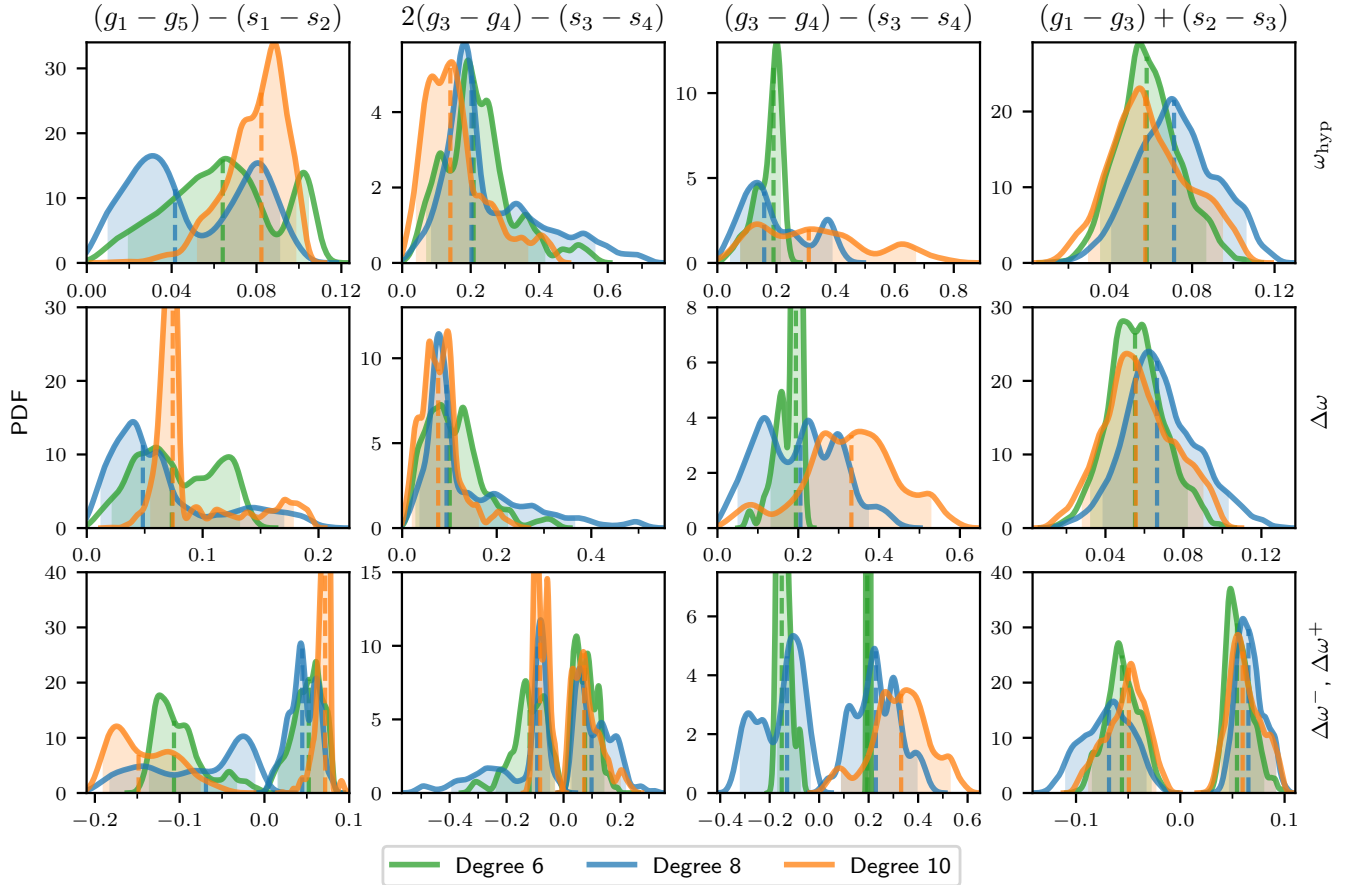 (g₁ − g₅) − (s₁ − s₂) 2(g₃ − g₄) − (s₃ − s₄) (g₃ − g₄) − (s₃ − s₄) (g₁ − g₃) + (s₂ − s₃)
30
20
10
0
0.00 0.04 0.08 0.12
4
2
0
0.0 0.2 0.4 0.6
10
5
0
0.0 0.2 0.4 0.6 0.8
20
10
0
0.04 0.08 0.12
ω_hyp
PDF
30
20
10
0
0.0 0.1 0.2
10
5
0
0.0 0.2 0.4
8
6
4
2
0
0.0 0.2 0.4 0.6
30
20
10
0
0.04 0.08 0.12
Δω
40
30
20
10
0
−0.2 −0.1 0.0 0.1
15
10
5
0
−0.4 −0.2 0.0 0.2
6
4
2
0
−0.4 −0.2 0.0 0.2 0.4 0.6
40
30
20
10
0
−0.1 0.0 0.1
Δω⁻, Δω⁺
Degree 6 Degree 8 Degree 10